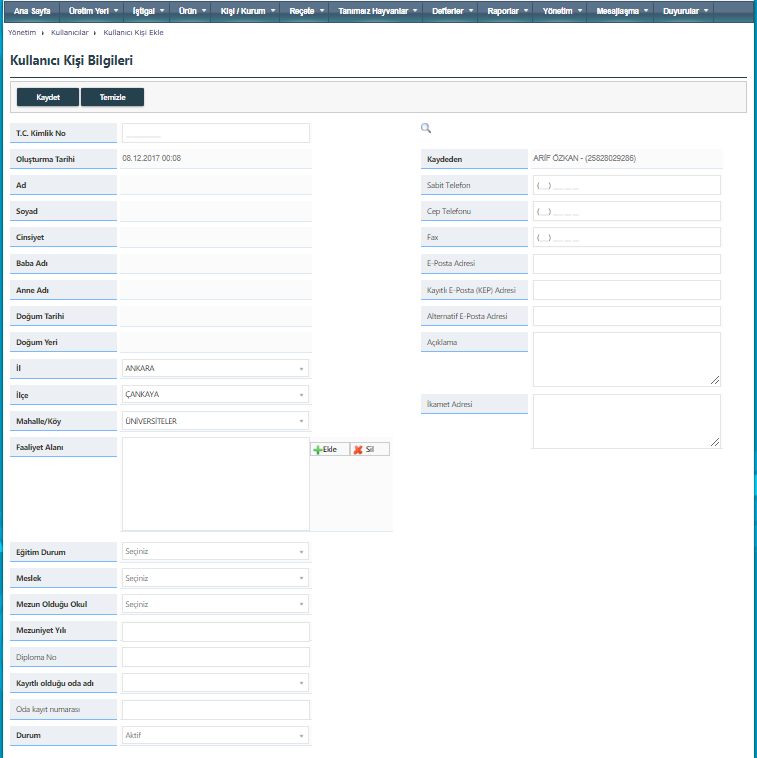 Ana Sayfa Üretim Yeri İştigal Ürün Kişi / Kurum Reçete Tanımsız Hayvanlar Defterler Raporlar Yönetim Mesajlaşma Duyurular
Yönetim Kullanıcılar Kullanıcı Kişi Ekle
Kullanıcı Kişi Bilgileri
Kaydet Temizle
T.C. Kimlik No
Oluşturma Tarihi 08.12.2017 00:08 Kaydeden ARİF ÖZKAN - (25828029286)
Ad Sabit Telefon (__) ___ __ __
Soyad Cep Telefonu (__) ___ __ __
Cinsiyet Fax (__) ___ __ __
Baba Adı E-Posta Adresi
Anne Adı Kayıtlı E-Posta (KEP) Adresi
Doğum Tarihi Alternatif E-Posta Adresi
Doğum Yeri Açıklama
İl ANKARA
İlçe ÇANKAYA İkamet Adresi
Mahalle/Köy ÜNİVERSİTELER
Faaliyet Alanı Ekle Sil
Eğitim Durum Seçiniz
Meslek Seçiniz
Mezun Olduğu Okul Seçiniz
Mezuniyet Yılı
Diploma No
Kayıtlı olduğu oda adı
Oda kayıt numarası
Durum Aktif